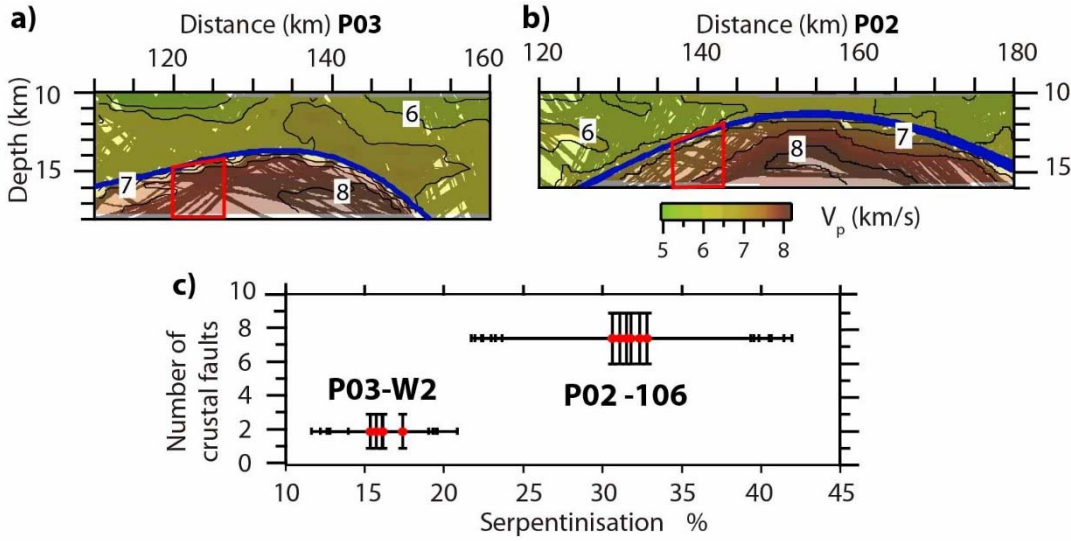 a)
Distance (km) P03
120 140 160
Depth (km)
10
15
6
7
8
b)
Distance (km) P02
120 140 160 180
10
15
6
7
8
5 6 7 8
Vp (km/s)
c)
Number of
crustal faults
10
8
6
4
2
0
P03-W2
P02 -106
10 15 20 25 30 35 40 45
Serpentinisation %